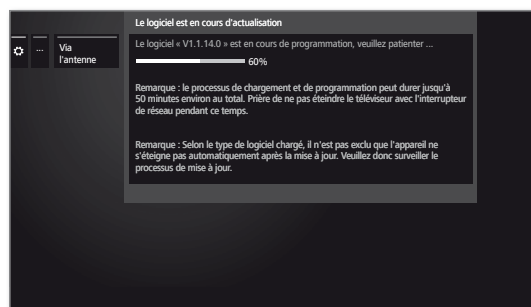 Le logiciel est en cours d'actualisation
...
Via
l'antenne
Le logiciel « V1.1.14.0 » est en cours de programmation, veuillez patienter ...
60%
Remarque : le processus de chargement et de programmation peut durer jusqu'à
50 minutes environ au total. Prière de ne pas éteindre le téléviseur avec l'interrupteur
de réseau pendant ce temps.
Remarque : Selon le type de logiciel chargé, il n'est pas exclu que l'appareil ne
s'éteigne pas automatiquement après la mise à jour. Veuillez donc surveiller le
processus de mise à jour.